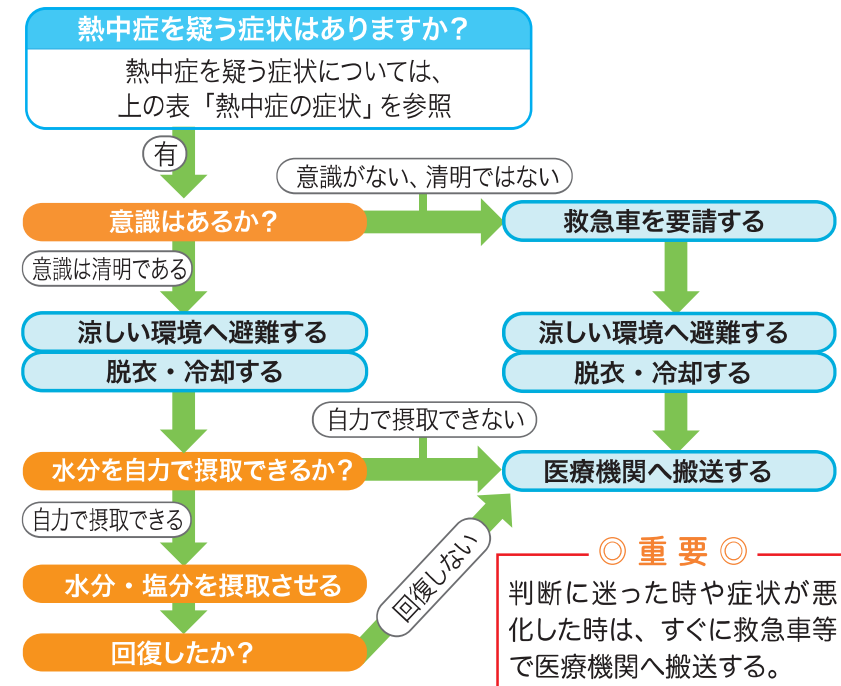 熱中症を疑う症状はありますか？
熱中症を疑う症状については、
上の表「熱中症の症状」を参照
有
意識がない、清明ではない
意識はあるか？
救急車を要請する
意識は清明である
涼しい環境へ避難する
脱衣・冷却する
涼しい環境へ避難する
脱衣・冷却する
自力で摂取できない
水分を自力で摂取できるか？
医療機関へ搬送する
自力で摂取できる
水分・塩分を摂取させる
回復しない
回復したか？
◎ 重 要 ◎
判断に迷った時や症状が悪
化した時は、すぐに救急車等
で医療機関へ搬送する。